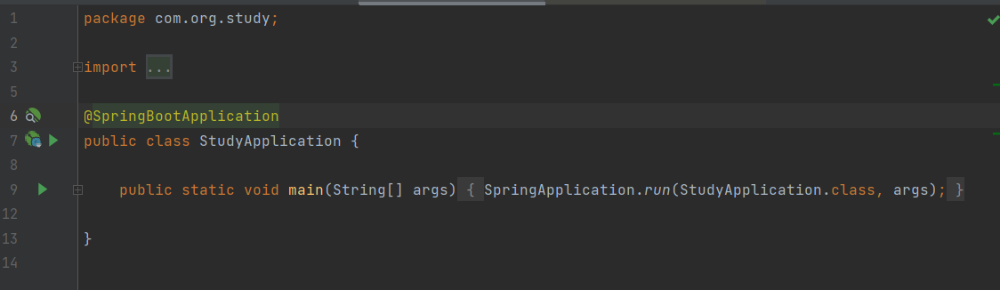 1 package com.org.study;
2
3 import ...
5
6 @SpringBootApplication
7 public class StudyApplication {
8
9 public static void main(String[] args) { SpringApplication.run(StudyApplication.class, args); }
12
13 }
14